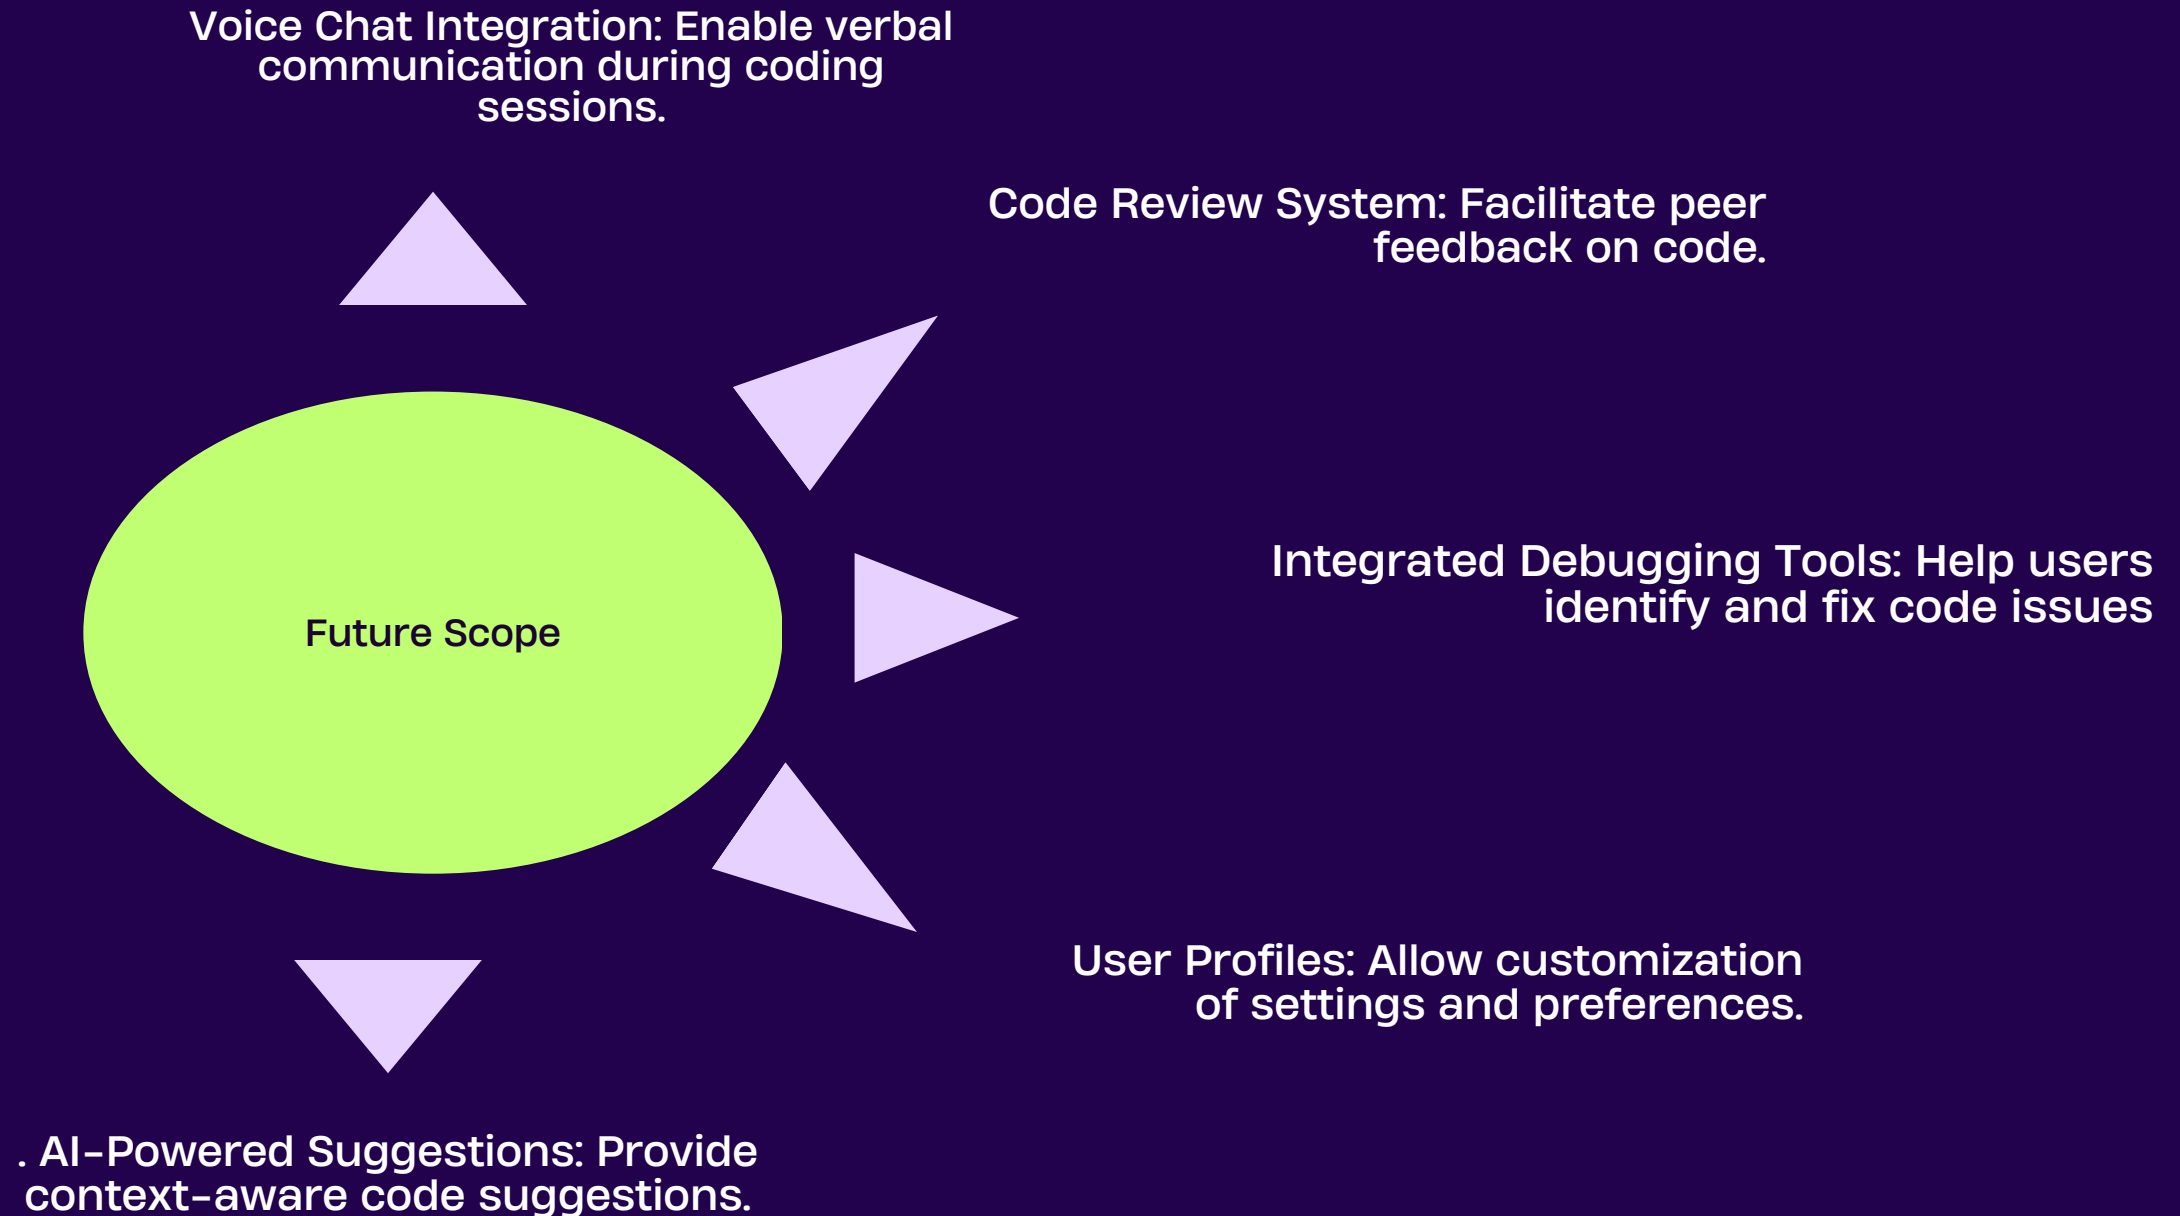 Voice Chat Integration: Enable verbal
communication during coding
sessions.
Code Review System: Facilitate peer
feedback on code.
Integrated Debugging Tools: Help users
identify and fix code issues
Future Scope
User Profiles: Allow customization
of settings and preferences.
. AI-Powered Suggestions: Provide
context-aware code suggestions.